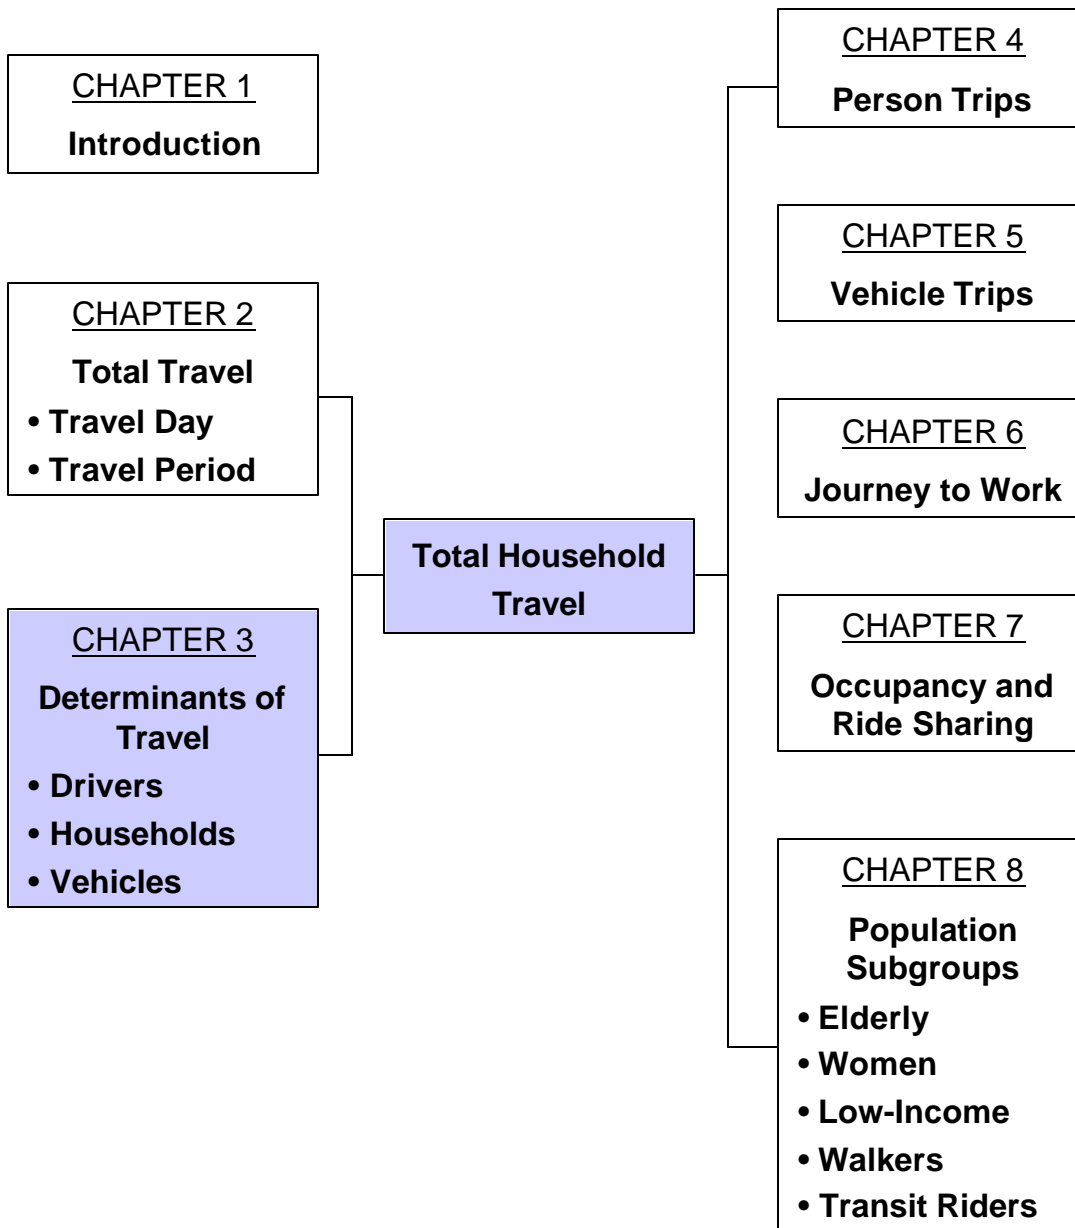 CHAPTER 1
Introduction
CHAPTER 2
Total Travel
• Travel Day
• Travel Period
CHAPTER 3
Determinants of
Travel
• Drivers
• Households
• Vehicles
Total Household
Travel
CHAPTER 4
Person Trips
CHAPTER 5
Vehicle Trips
CHAPTER 6
Journey to Work
CHAPTER 7
Occupancy and
Ride Sharing
CHAPTER 8
Population
Subgroups
• Elderly
• Women
• Low-Income
• Walkers
• Transit Riders